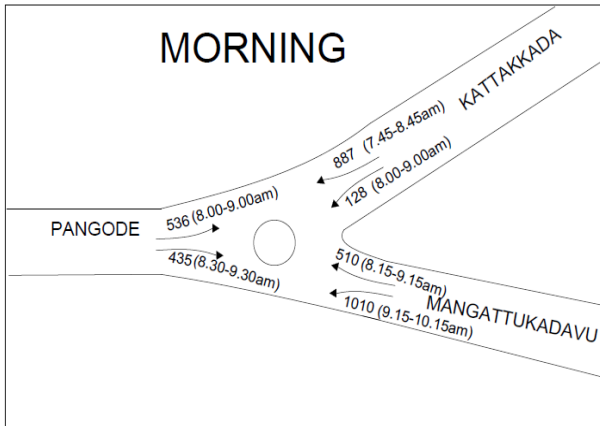 MORNING
KATTAKKADA
887 (7.45-8.45am)
128 (8.00-9.00am)
PANGODE
536 (8.00-9.00am)
435(8.30-9.30am)
510 (8.15-9.15am)
MANGATTUKADAVU
1010 (9.15-10.15am)